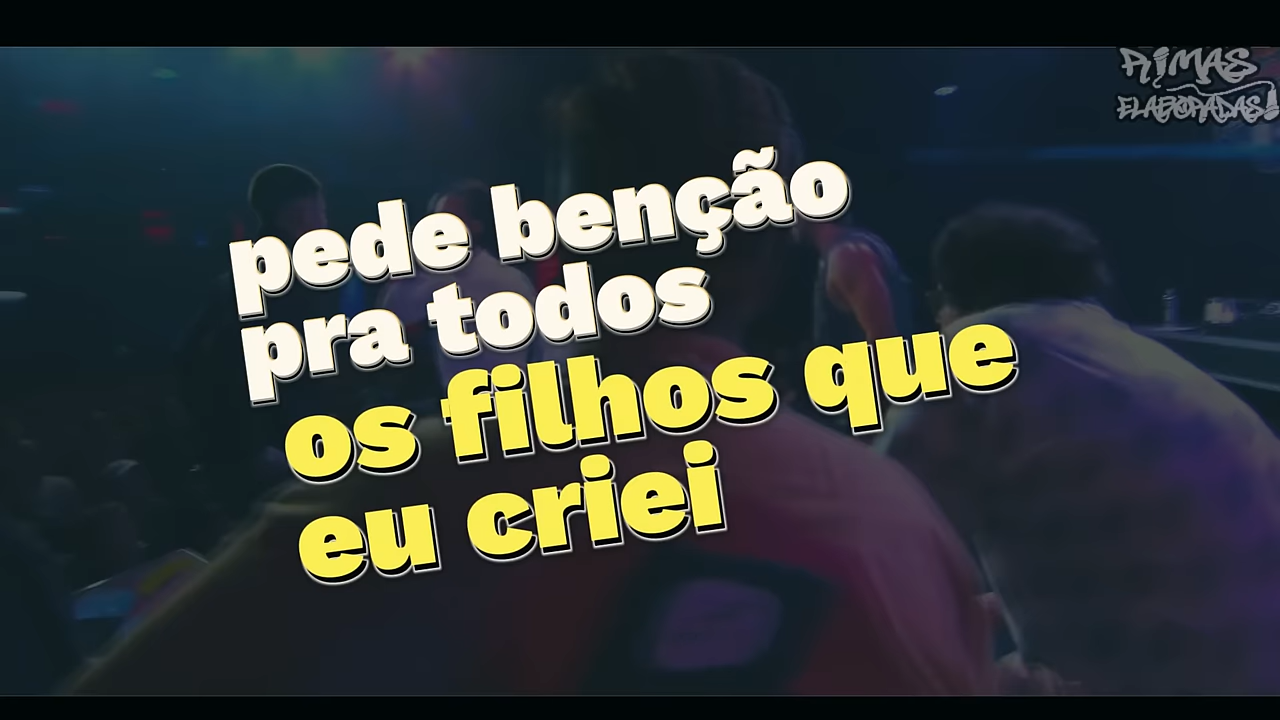 RIMAS
ELABORADAS!
pede benção
pra todos
os filhos que
eu criei